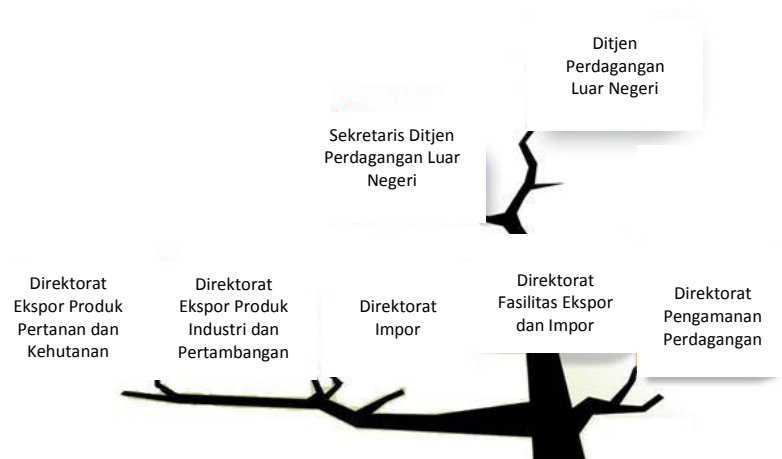 Ditjen
Perdagangan
Luar Negeri
Sekretaris Ditjen
Perdagangan Luar
Negeri
Direktorat
Ekspor Produk
Pertanan dan
Kehutanan
Direktorat
Ekspor Produk
Industri dan
Pertambangan
Direktorat
Impor
Direktorat
Fasilitas Ekspor
dan Impor
Direktorat
Pengamanan
Perdagangan